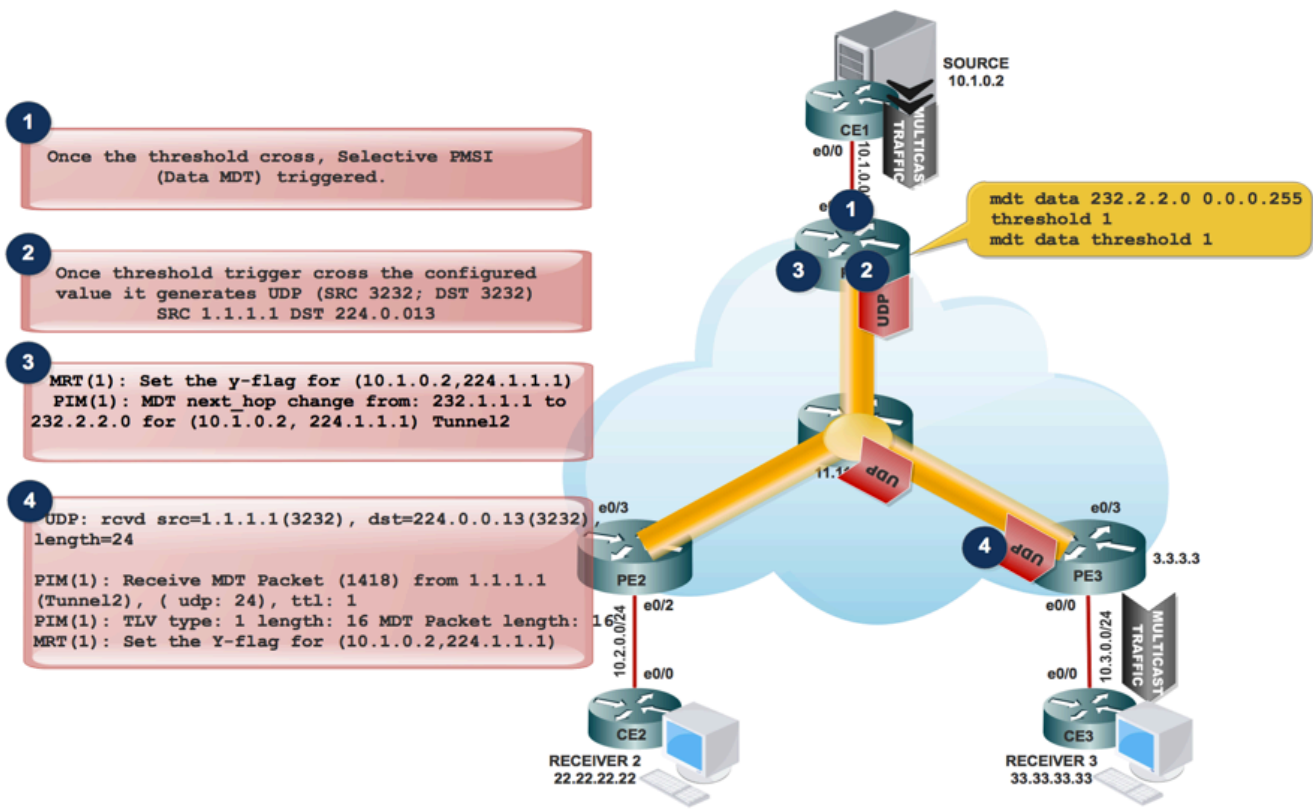 SOURCE
10.1.0.2
CE1
e0/0
10.1.0.0
MULTICAST
TRAFFIC
1
Once the threshold cross, Selective PMSI
(Data MDT) triggered.
1
mdt data 232.2.2.0 0.0.0.255
threshold 1
mdt data threshold 1
2
Once threshold trigger cross the configured
value it generates UDP (SRC 3232; DST 3232)
SRC 1.1.1.1 DST 224.0.013
3
2
UDP
3
MRT(1): Set the y-flag for (10.1.0.2,224.1.1.1)
PIM(1): MDT next_hop change from: 232.1.1.1 to
232.2.2.0 for (10.1.0.2, 224.1.1.1) Tunnel2
UDP
4
UDP: rcvd src=1.1.1.1(3232), dst=224.0.0.13(3232),
length=24
PIM(1): Receive MDT Packet (1418) from 1.1.1.1
(Tunnel2), ( udp: 24), ttl: 1
PIM(1): TLV type: 1 length: 16 MDT Packet length: 16
MRT(1): Set the Y-flag for (10.1.0.2,224.1.1.1)
e0/3
PE2
e0/2
10.2.0.0/24
e0/0
CE2
RECEIVER 2
22.22.22.22
4
UDP
e0/3
3.3.3.3
PE3
e0/0
10.3.0.0/24
MULTICAST
TRAFFIC
e0/0
CE3
RECEIVER 3
33.33.33.33